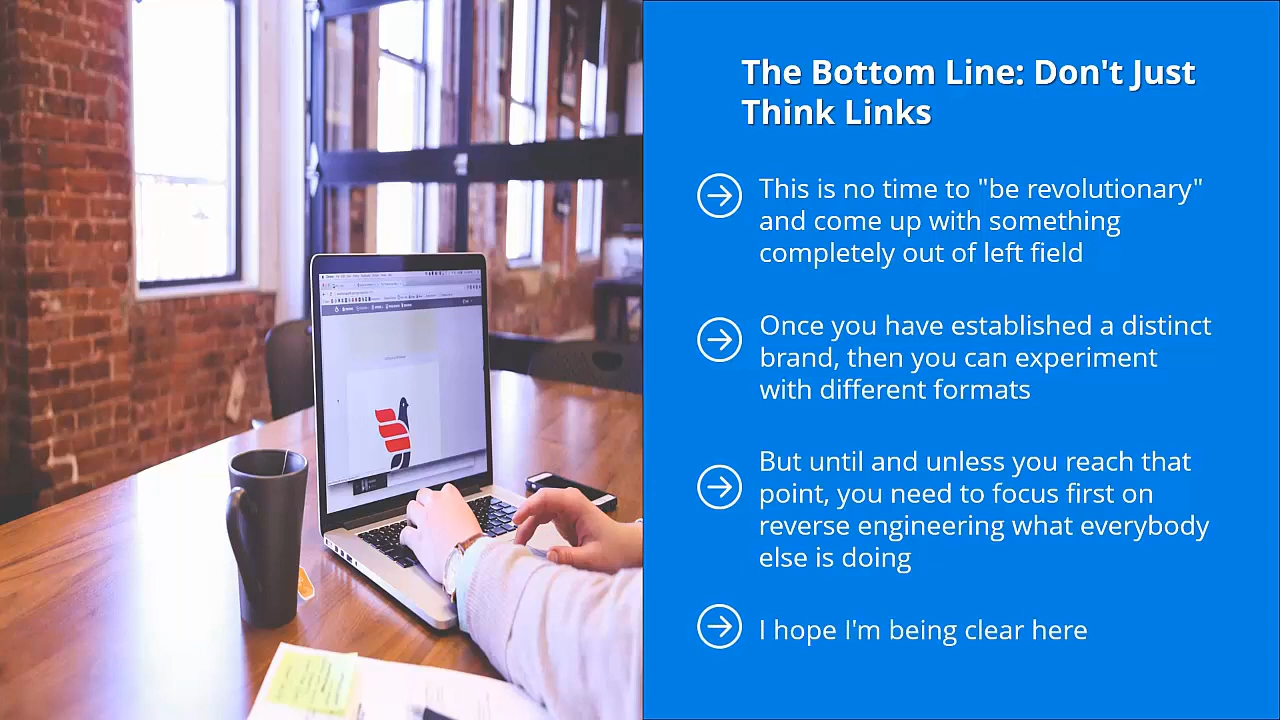 The Bottom Line: Don't Just
Think Links
This is no time to "be revolutionary"
and come up with something
completely out of left field
Once you have established a distinct
brand, then you can experiment
with different formats
But until and unless you reach that
point, you need to focus first on
reverse engineering what everybody
else is doing
I hope I'm being clear here